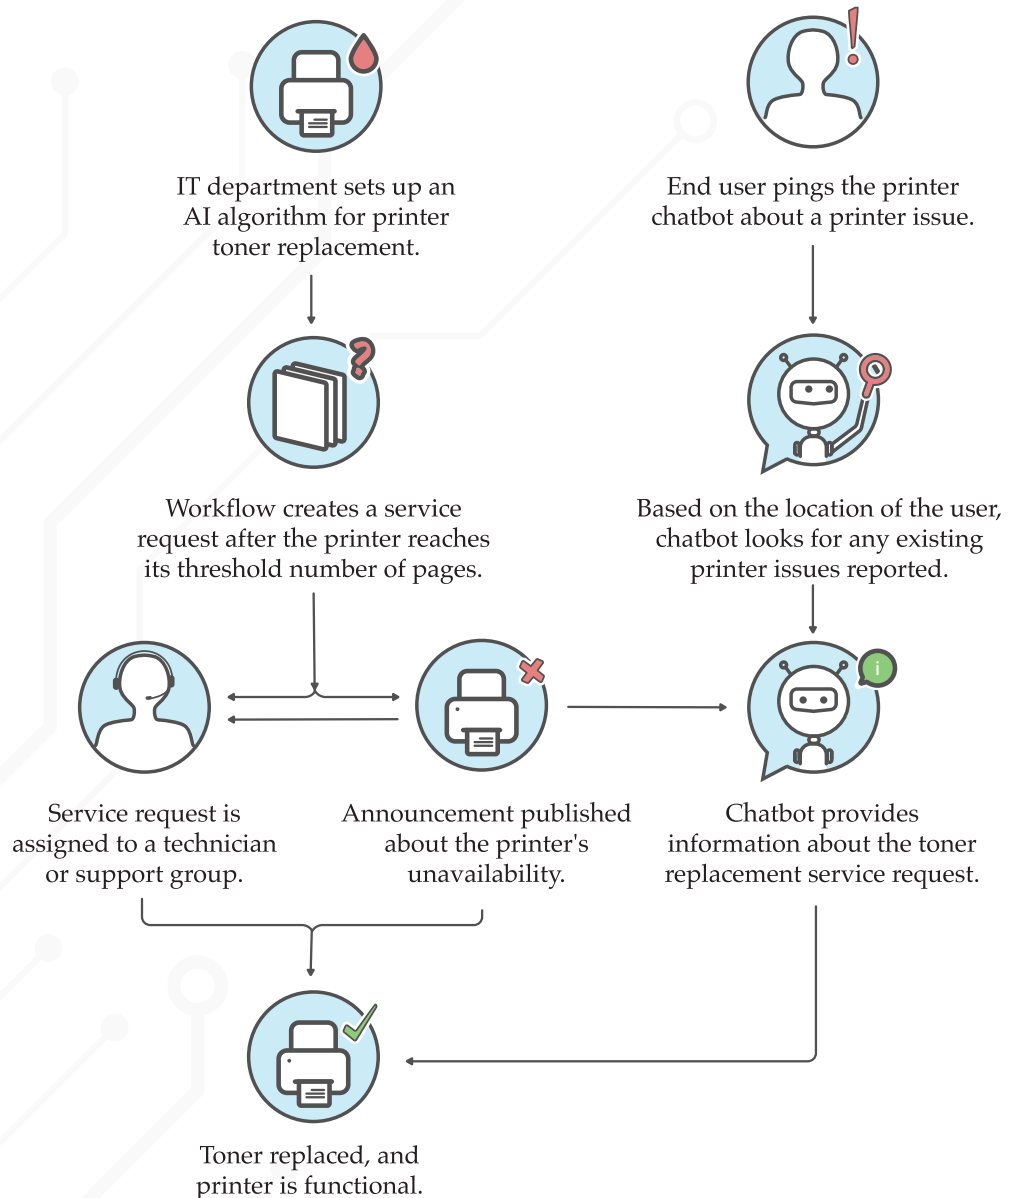 IT department sets up an
AI algorithm for printer
toner replacement.
End user pings the printer
chatbot about a printer issue.
Workflow creates a service
request after the printer reaches
its threshold number of pages.
Based on the location of the user,
chatbot looks for any existing
printer issues reported.
i
Service request is
assigned to a technician
or support group.
Announcement published
about the printer's
unavailability.
Chatbot provides
information about the toner
replacement service request.
Toner replaced, and
printer is functional.